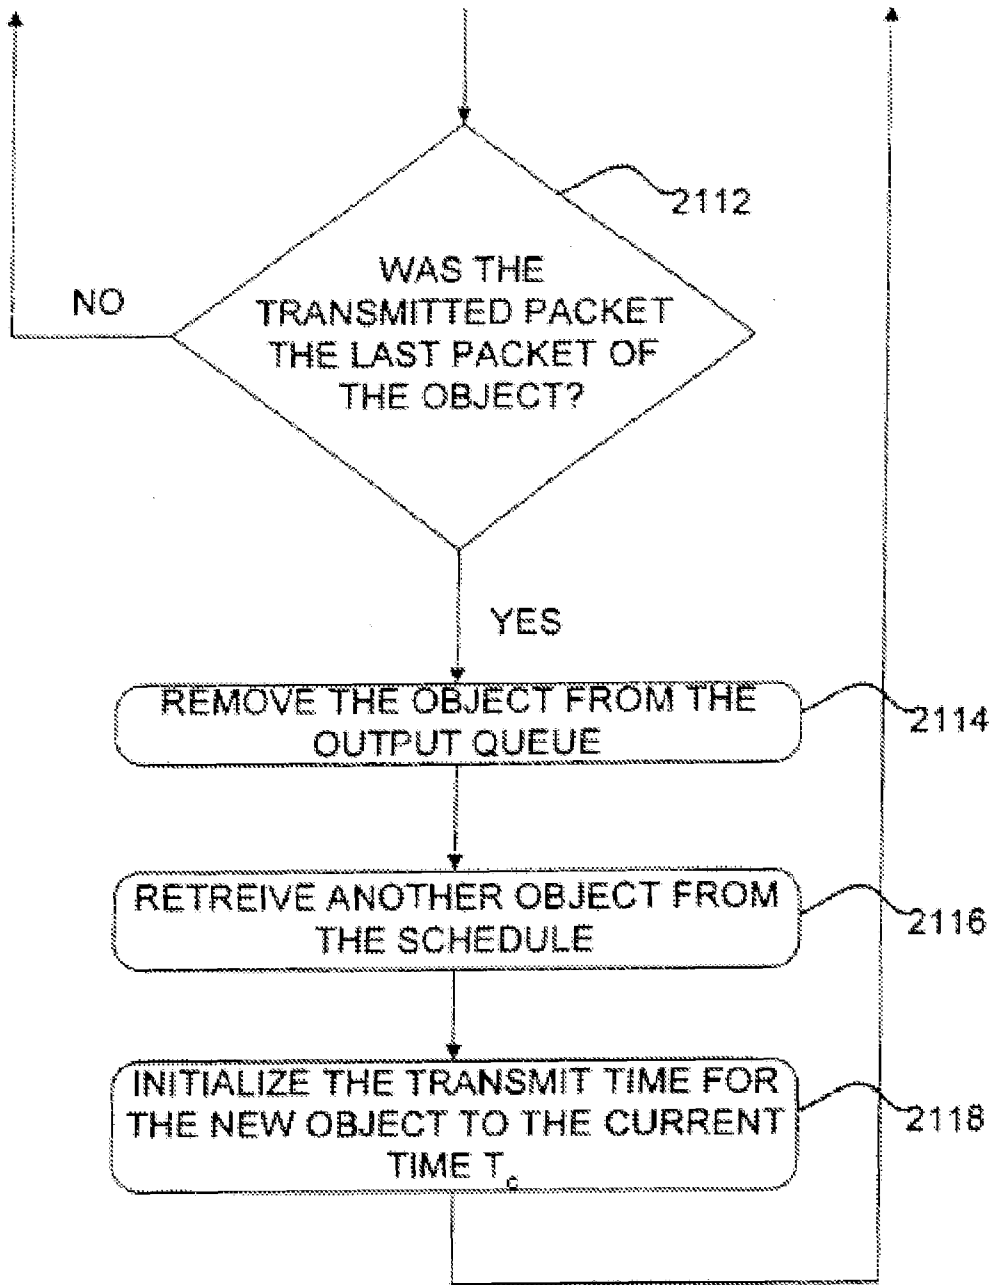 2112
WAS THE
TRANSMITTED PACKET
THE LAST PACKET OF
THE OBJECT?
NO
YES
REMOVE THE OBJECT FROM THE
OUTPUT QUEUE
2114
RETREIVE ANOTHER OBJECT FROM
THE SCHEDULE
2116
INITIALIZE THE TRANSMIT TIME FOR
THE NEW OBJECT TO THE CURRENT
TIME Tc
2118